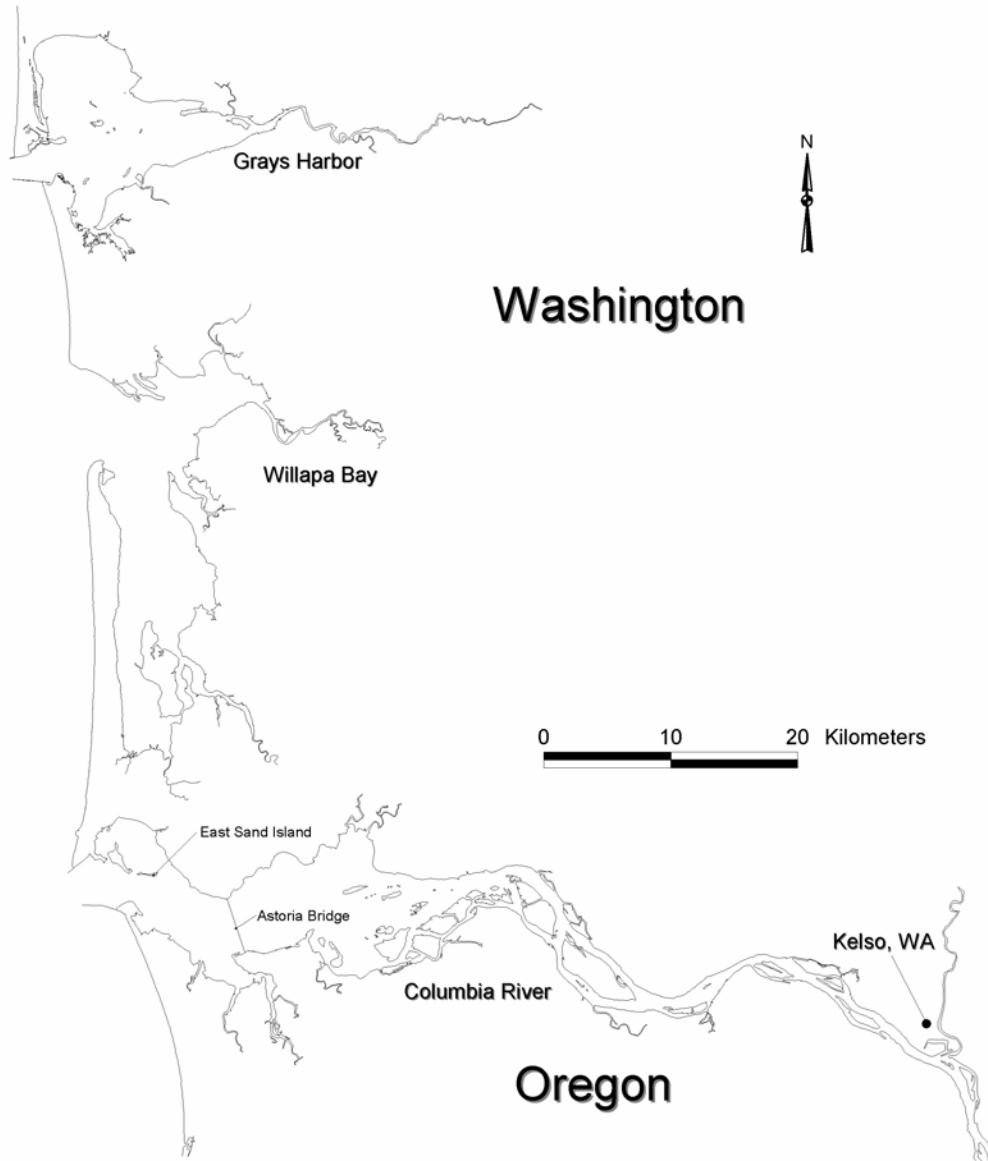 N
Grays Harbor
Washington
Willapa Bay
0 10 20 Kilometers
East Sand Island
Astoria Bridge
Kelso, WA
Columbia River
Oregon